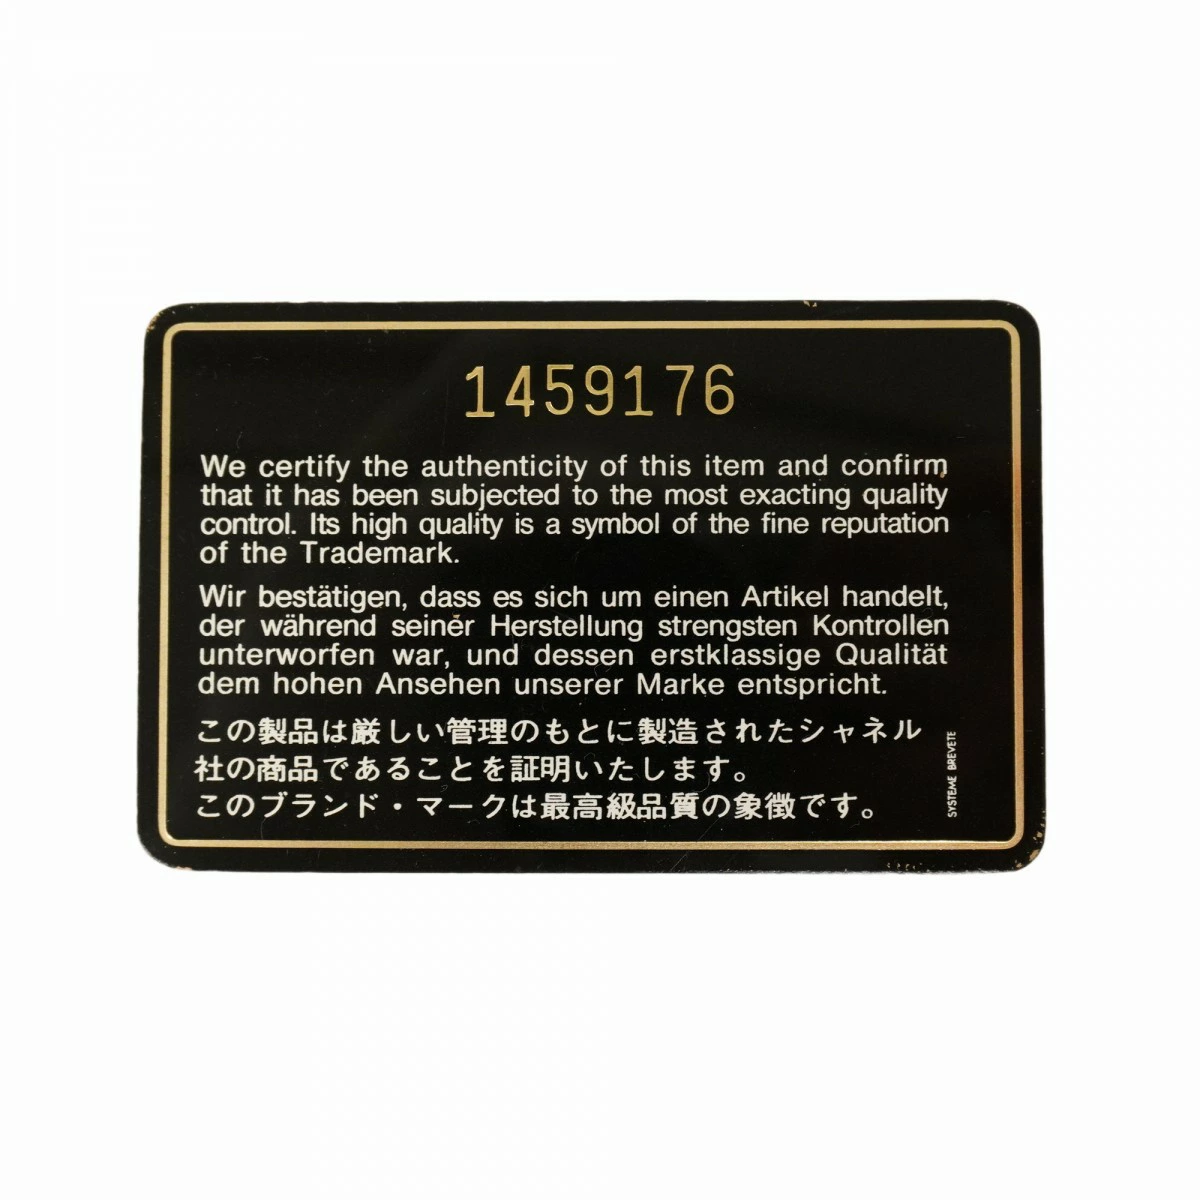 1459176
We certify the authenticity of this item and confirm
that it has been subjected to the most exacting quality
control. Its high quality is a symbol of the fine reputation
of the Trademark.
Wir bestätigen, dass es sich um einen Artikel handelt,
der während seiner Herstellung strengsten Kontrollen
unterworfen war, und dessen erstklassige Qualität
dem hohen Ansehen unserer Marke entspricht.
この製品は厳しい管理のもとに製造されたシャネル
社の商品であることを証明いたします。
このブランド・マークは最高級品質の象徴です。
SYSTEME BREVETE